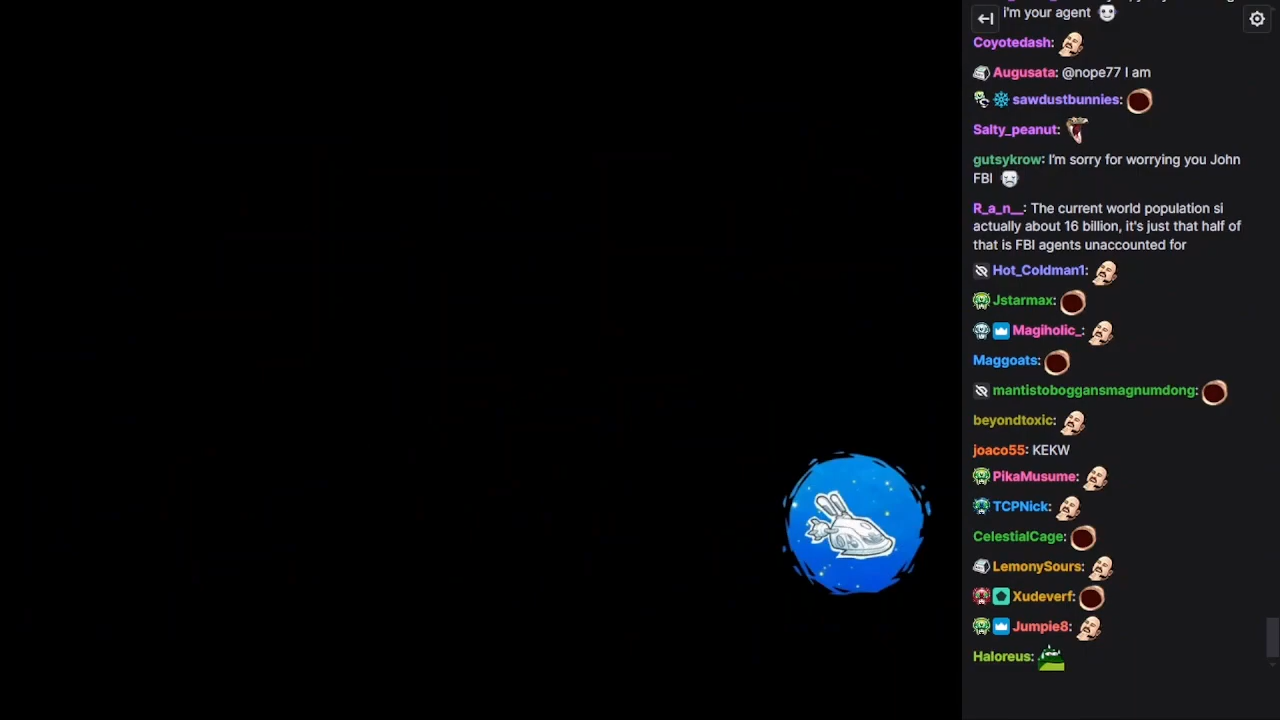 i'm your agent
Coyotedash:
Augusata: @nope77 I am
sawdustbunnies:
Salty_peanut:
gutsykrow: I'm sorry for worrying you John
FBI
R_a_n__: The current world population si
actually about 16 billion, it's just that half of
that is FBI agents unaccounted for
Hot_Coldman1:
Jstarmax:
Magiholic_:
Maggoats:
mantistoboggansmagnumdong:
beyondtoxic:
joaco55: KEKW
PikaMusume:
TCPNick:
CelestialCage:
LemonySours:
Xudeverf:
Jumpie8:
Haloreus: